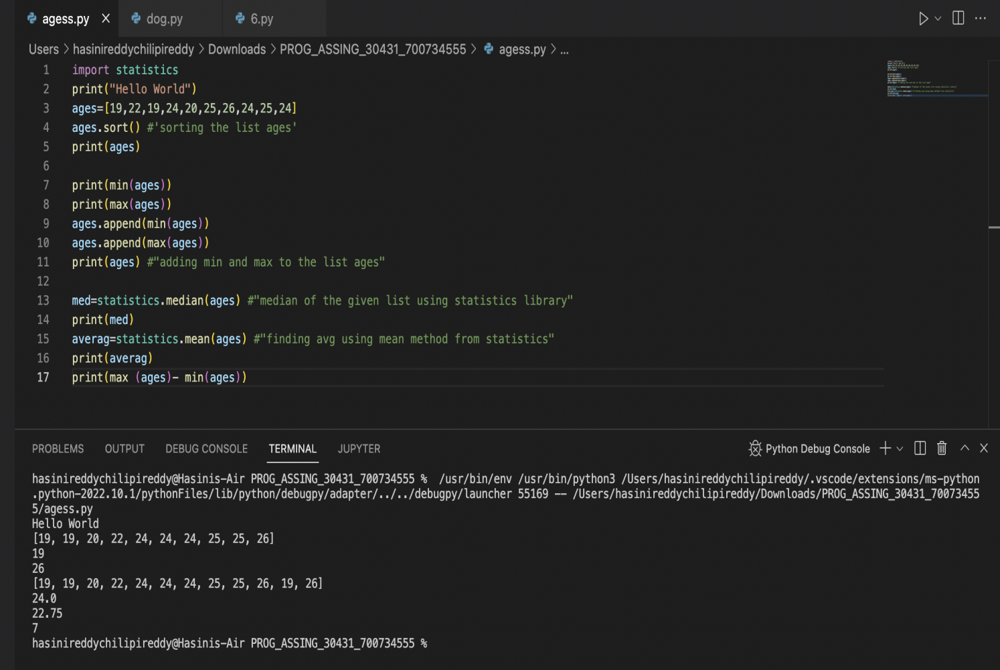 agess.py
dog.py
6.py
Users > hasinireddychilipireddy > Downloads > PROG_ASSING_30431_700734555 > agess.py > ...
1 import statistics
2 print("Hello World")
3 ages=[19,22,19,24,20,25,26,24,25,24]
4 ages.sort() #'sorting the list ages'
5 print(ages)
6
7 print(min(ages))
8 print(max(ages))
9 ages.append(min(ages))
10 ages.append(max(ages))
11 print(ages) #"adding min and max to the list ages"
12
13 med=statistics.median(ages) #"median of the given list using statistics library"
14 print(med)
15 averag=statistics.mean(ages) #"finding avg using mean method from statistics"
16 print(averag)
17 print(max (ages)- min(ages))
PROBLEMS OUTPUT DEBUG CONSOLE TERMINAL JUPYTER Python Debug Console
hasinireddychilipireddy@Hasinis-Air PROG_ASSING_30431_700734555 % /usr/bin/env /usr/bin/python3 /Users/hasinireddychilipireddy/.vscode/extensions/ms-python
.python-2022.10.1/pythonFiles/lib/python/debugpy/adapter/../../debugpy/launcher 55169 -- /Users/hasinireddychilipireddy/Downloads/PROG_ASSING_30431_70073455
5/agess.py
Hello World
[19, 19, 20, 22, 24, 24, 24, 25, 25, 26]
19
26
[19, 19, 20, 22, 24, 24, 24, 25, 25, 26, 19, 26]
24.0
22.75
7
hasinireddychilipireddy@Hasinis-Air PROG_ASSING_30431_700734555 %